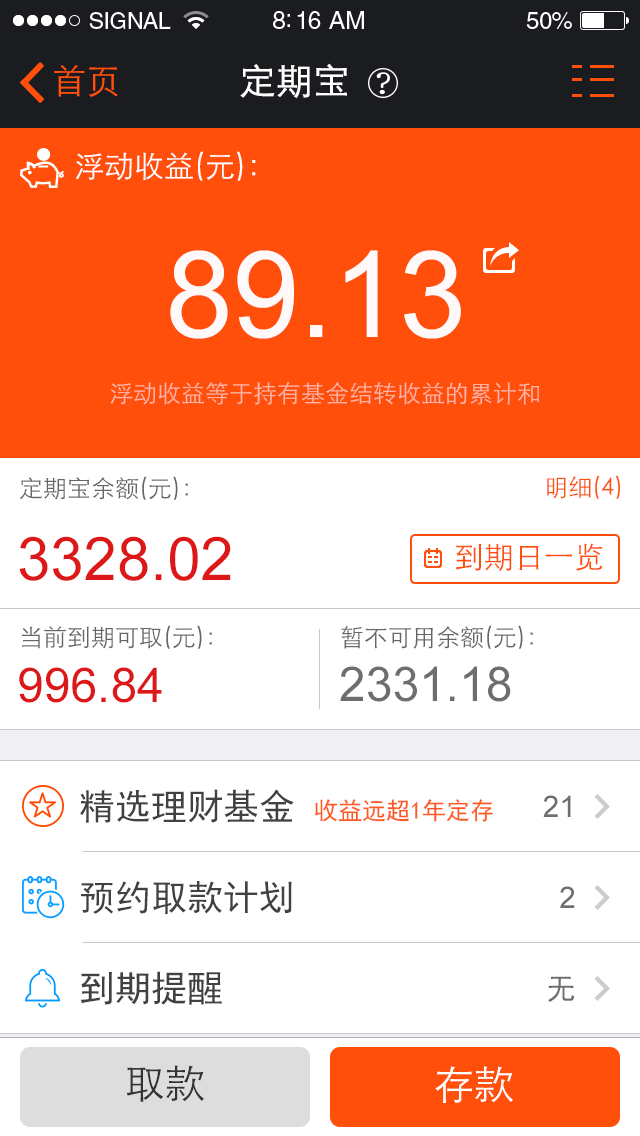 SIGNAL 8:16 AM 50%
首页 定期宝 ?
浮动收益(元):
89.13
浮动收益等于持有基金结转收益的累计和
定期宝余额(元): 明细(4)
3328.02 到期日一览
当前到期可取(元): 暂不可用余额(元):
996.84 2331.18
精选理财基金 收益远超1年定存 21
预约取款计划 2
到期提醒 无
取款 存款